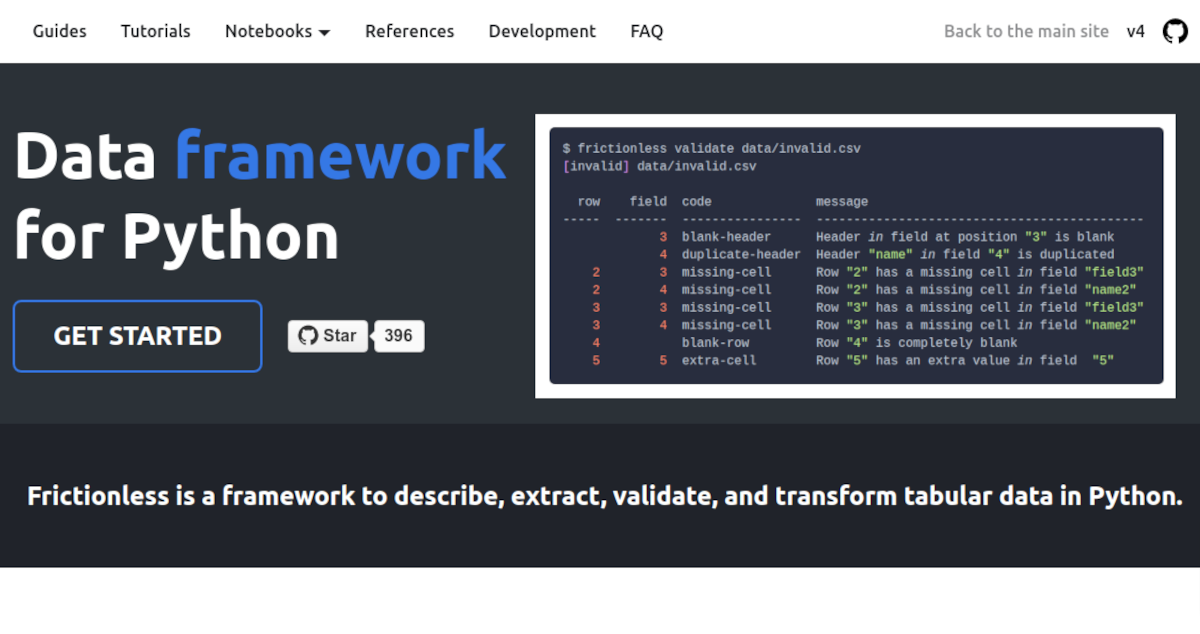 Guides Tutorials Notebooks References Development FAQ Back to the main site v4
Data framework
for Python
GET STARTED
Star 396
$ frictionless validate data/invalid.csv
[invalid] data/invalid.csv
row field code message
----- ------- ---------------- --------------------------------------------
3 blank-header Header in field at position "3" is blank
4 duplicate-header Header "name" in field "4" is duplicated
2 3 missing-cell Row "2" has a missing cell in field "field3"
2 4 missing-cell Row "2" has a missing cell in field "name2"
3 3 missing-cell Row "3" has a missing cell in field "field3"
3 4 missing-cell Row "3" has a missing cell in field "name2"
4 blank-row Row "4" is completely blank
5 5 extra-cell Row "5" has an extra value in field "5"
Frictionless is a framework to describe, extract, validate, and transform tabular data in Python.